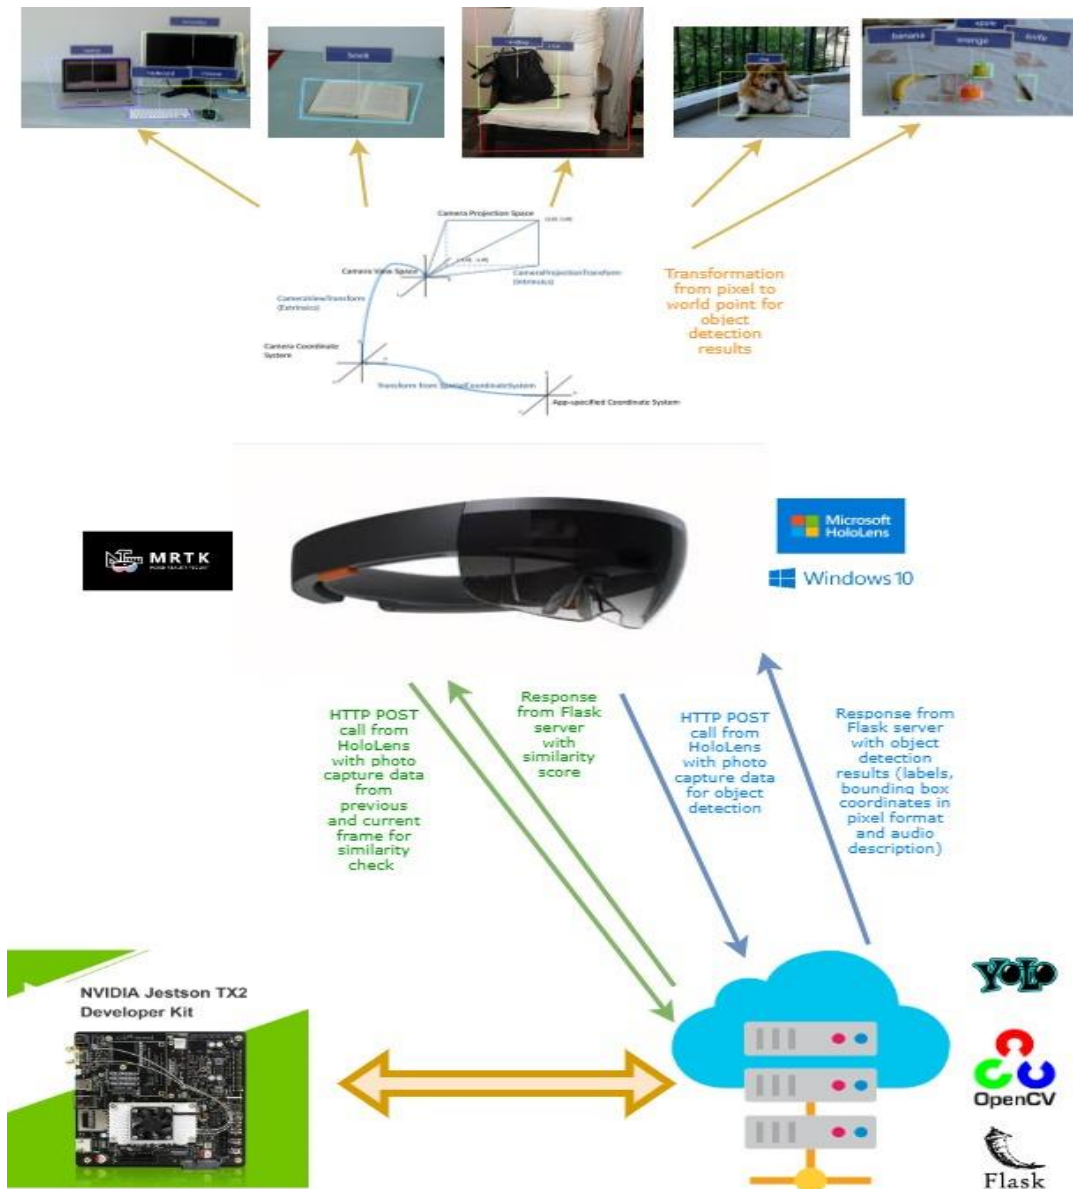 book
banana
orange
apple
knife
Camera Projection Space
Camera View Space
CameraProjectionTransform
(Intrinsics)
CameraViewTransform
(Extrinsics)
Camera Coordinate
System
Transform from SpatialCoordinateSystem
App-specified Coordinate System
Transformation
from pixel to
world point for
object
detection
results
MRTK
Microsoft
HoloLens
Windows 10
HTTP POST
call from
HoloLens
with photo
capture data
from
previous
and current
frame for
similarity
check
Response
from Flask
server
with
similarity
score
HTTP POST
call from
HoloLens
with photo
capture data
for object
detection
Response from
Flask server
with object
detection
results (labels,
bounding box
coordinates in
pixel format
and audio
description)
NVIDIA Jestson TX2
Developer Kit
YOLO
OpenCV
Flask